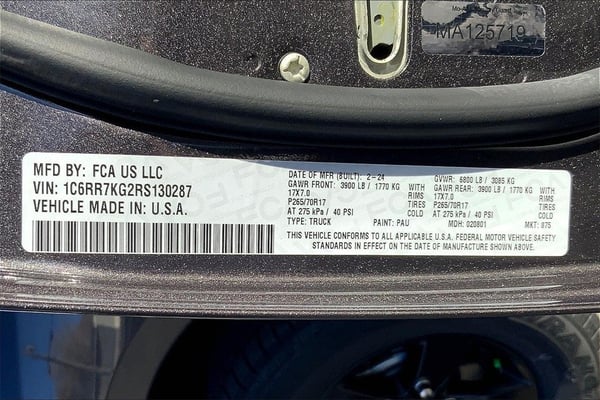 MA125719
MFD BY: FCA US LLC
VIN: 1C6RR7KG2RS130287
VEHICLE MADE IN: U.S.A.
DATE OF MFR (BUILT): 2-24 GVWR: 6800 LB / 3085 KG
GAWR FRONT: 3900 LB / 1770 KG GAWR REAR: 3900 LB / 1770 KG
17X7.0 RIMS 17X7.0 RIMS
P265/70R17 TIRES P265/70R17 TIRES
AT 275 kPa / 40 PSI COLD AT 275 kPa / 40 PSI COLD
TYPE: TRUCK PAINT: PAU MDH: 020801 MKT: 875
THIS VEHICLE CONFORMS TO ALL APPLICABLE U.S.A. FEDERAL MOTOR VEHICLE SAFETY
STANDARDS IN EFFECT ON THE DATE OF MANUFACTURE SHOWN ABOVE.